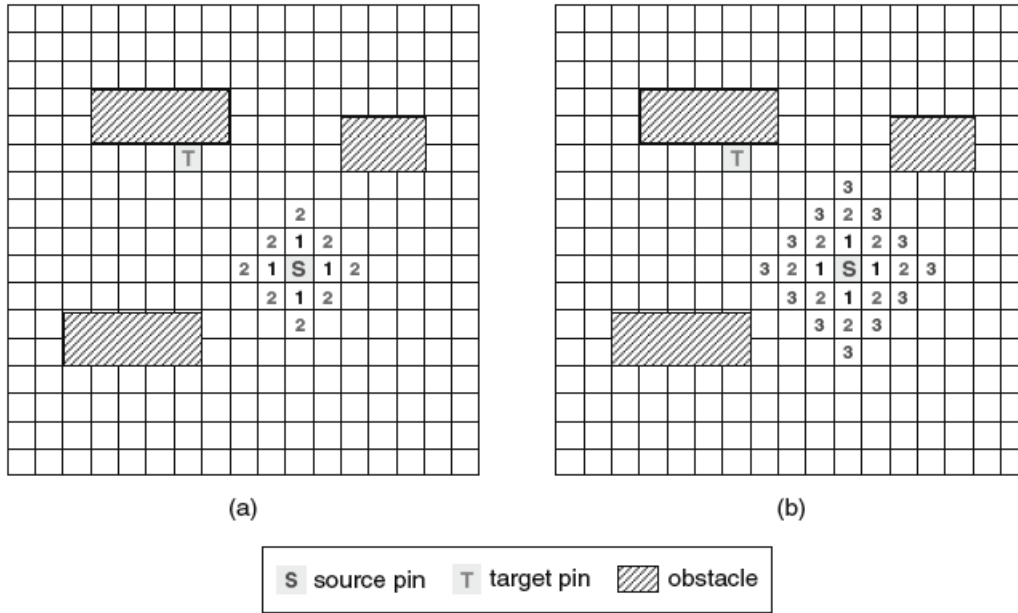 T T
3
2 3 2 3
2 1 2 3 2 1 2 3
2 1 S 1 2 3 2 1 S 1 2 3
2 1 2 3 2 1 2 3
2 3 2 3
3
(a) (b)
S source pin T target pin obstacle